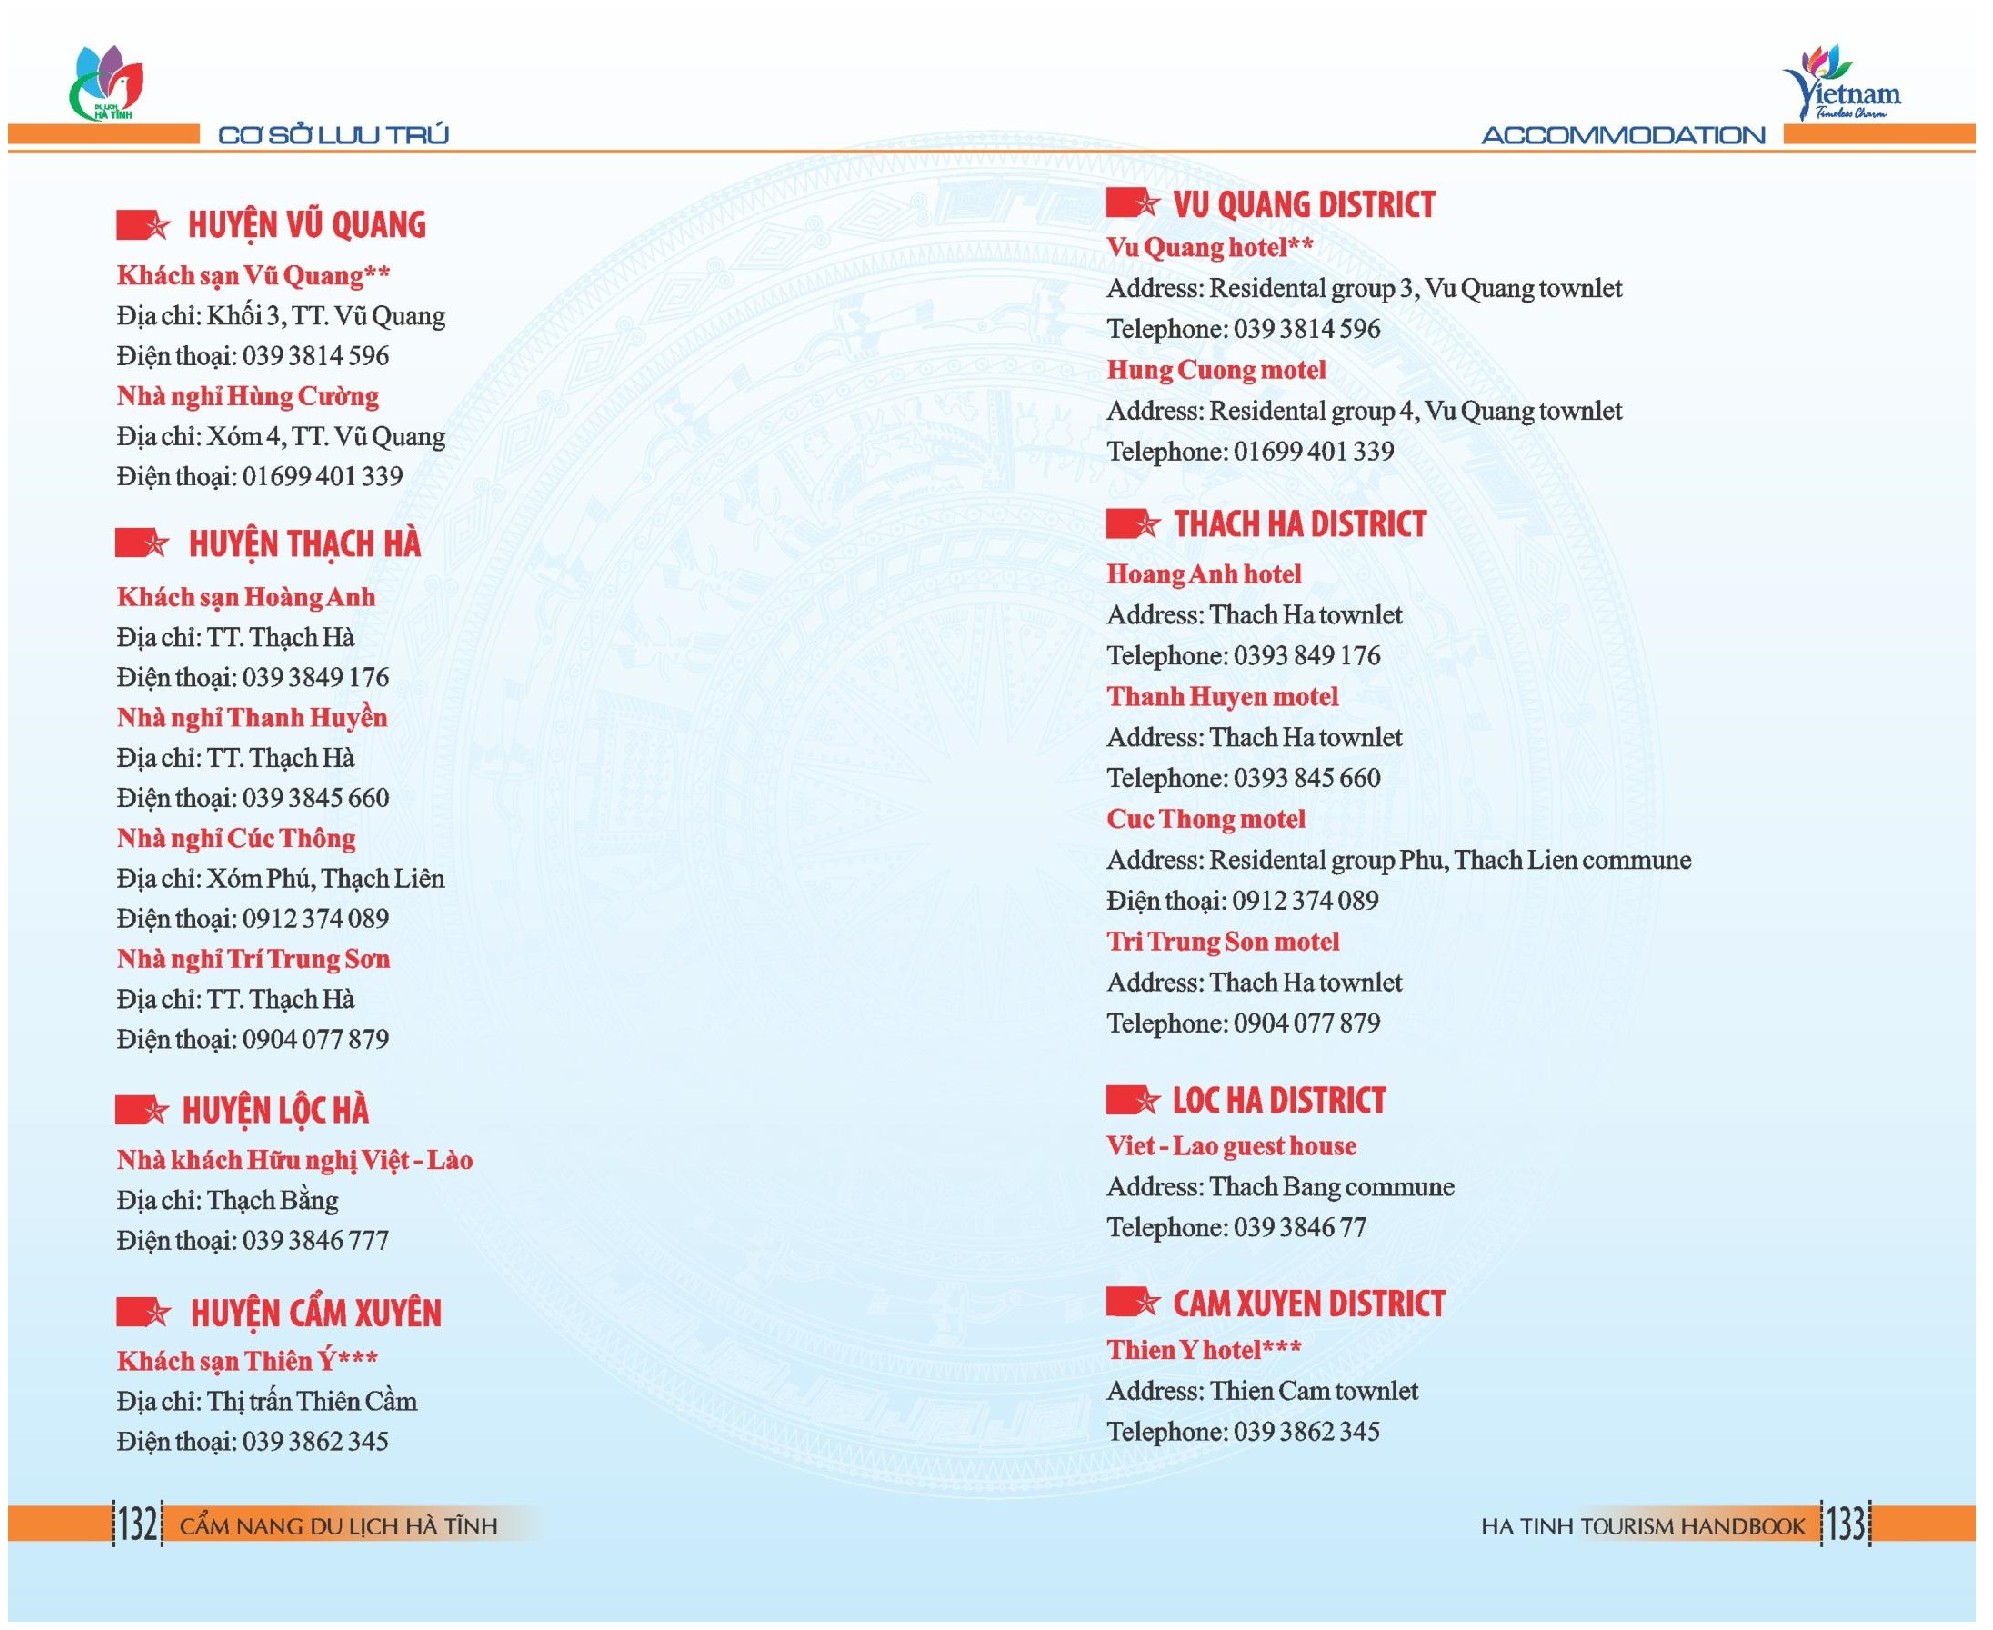 DU LỊCH
HÀ TĨNH
CƠ SỞ LƯU TRÚ
HUYỆN VŨ QUANG
Khách sạn Vũ Quang**
Địa chỉ: Khối 3, TT. Vũ Quang
Điện thoại: 039 3814 596
Nhà nghỉ Hùng Cường
Địa chỉ: Xóm 4, TT. Vũ Quang
Điện thoại: 01699 401 339
HUYỆN THẠCH HÀ
Khách sạn Hoàng Anh
Địa chỉ: TT. Thạch Hà
Điện thoại: 039 3849 176
Nhà nghỉ Thanh Huyền
Địa chỉ: TT. Thạch Hà
Điện thoại: 039 3845 660
Nhà nghỉ Cúc Thông
Địa chỉ: Xóm Phú, Thạch Liên
Điện thoại: 0912 374 089
Nhà nghỉ Trí Trung Sơn
Địa chỉ: TT. Thạch Hà
Điện thoại: 0904 077 879
HUYỆN LỘC HÀ
Nhà khách Hữu nghị Việt - Lào
Địa chỉ: Thạch Bằng
Điện thoại: 039 3846 777
HUYỆN CẨM XUYÊN
Khách sạn Thiên Ý***
Địa chỉ: Thị trấn Thiên Cầm
Điện thoại: 039 3862 345
132 CẨM NANG DU LỊCH HÀ TĨNH
Vietnam
Timeless Charm
ACCOMMODATION
VU QUANG DISTRICT
Vu Quang hotel**
Address: Residental group 3, Vu Quang townlet
Telephone: 039 3814 596
Hung Cuong motel
Address: Residental group 4, Vu Quang townlet
Telephone: 01699 401 339
THACH HA DISTRICT
Hoang Anh hotel
Address: Thach Ha townlet
Telephone: 0393 849 176
Thanh Huyen motel
Address: Thach Ha townlet
Telephone: 0393 845 660
Cuc Thong motel
Address: Residental group Phu, Thach Lien commune
Điện thoại: 0912 374 089
Tri Trung Son motel
Address: Thach Ha townlet
Telephone: 0904 077 879
LOC HA DISTRICT
Viet - Lao guest house
Address: Thach Bang commune
Telephone: 039 3846 77
CAM XUYEN DISTRICT
Thien Y hotel***
Address: Thien Cam townlet
Telephone: 039 3862 345
HA TINH TOURISM HANDBOOK 133